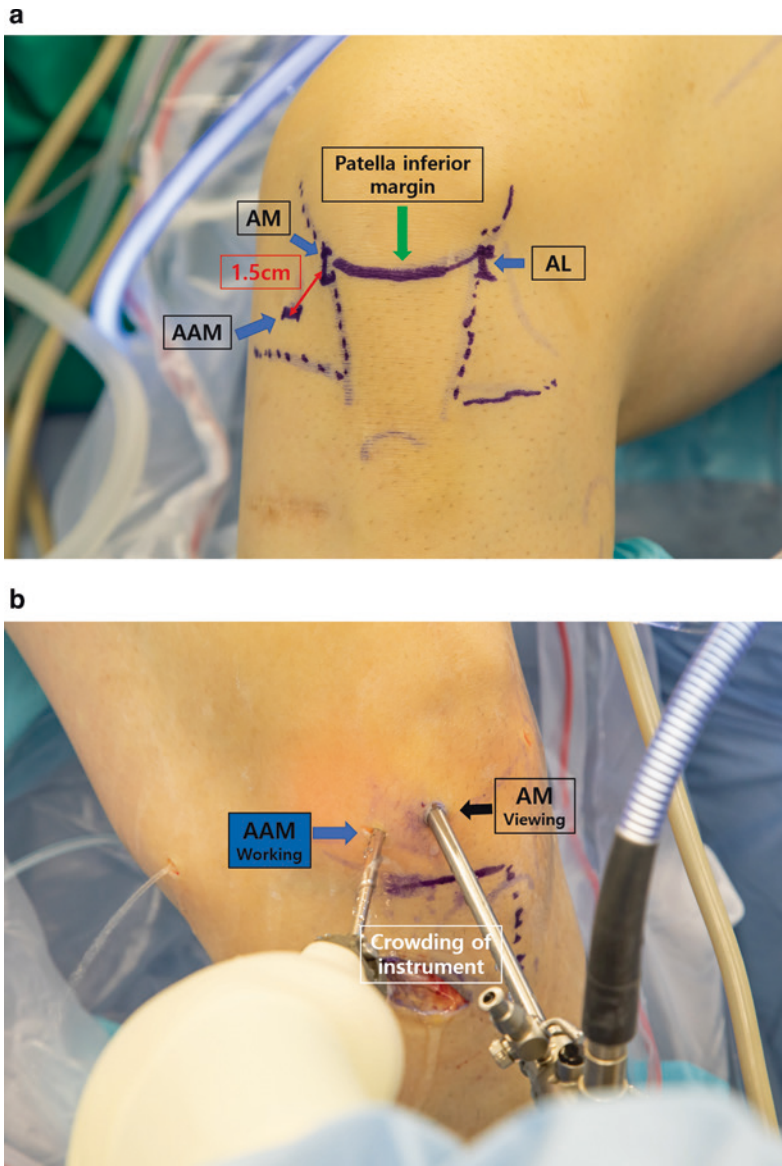 a
Patella inferior
margin
AM
1.5cm
AL
AAM
b
AAM
Working
AM
Viewing
Crowding of
instrument